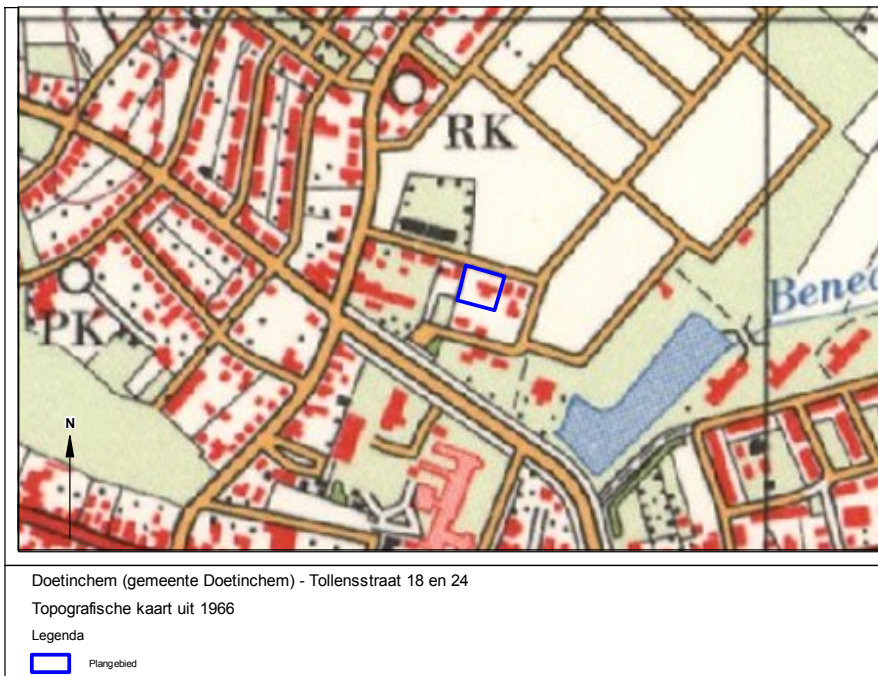 RK
Bene
PK
N
Doetinchem (gemeente Doetinchem) - Tollensstraat 18 en 24
Topografische kaart uit 1966
Legenda
Plangebied